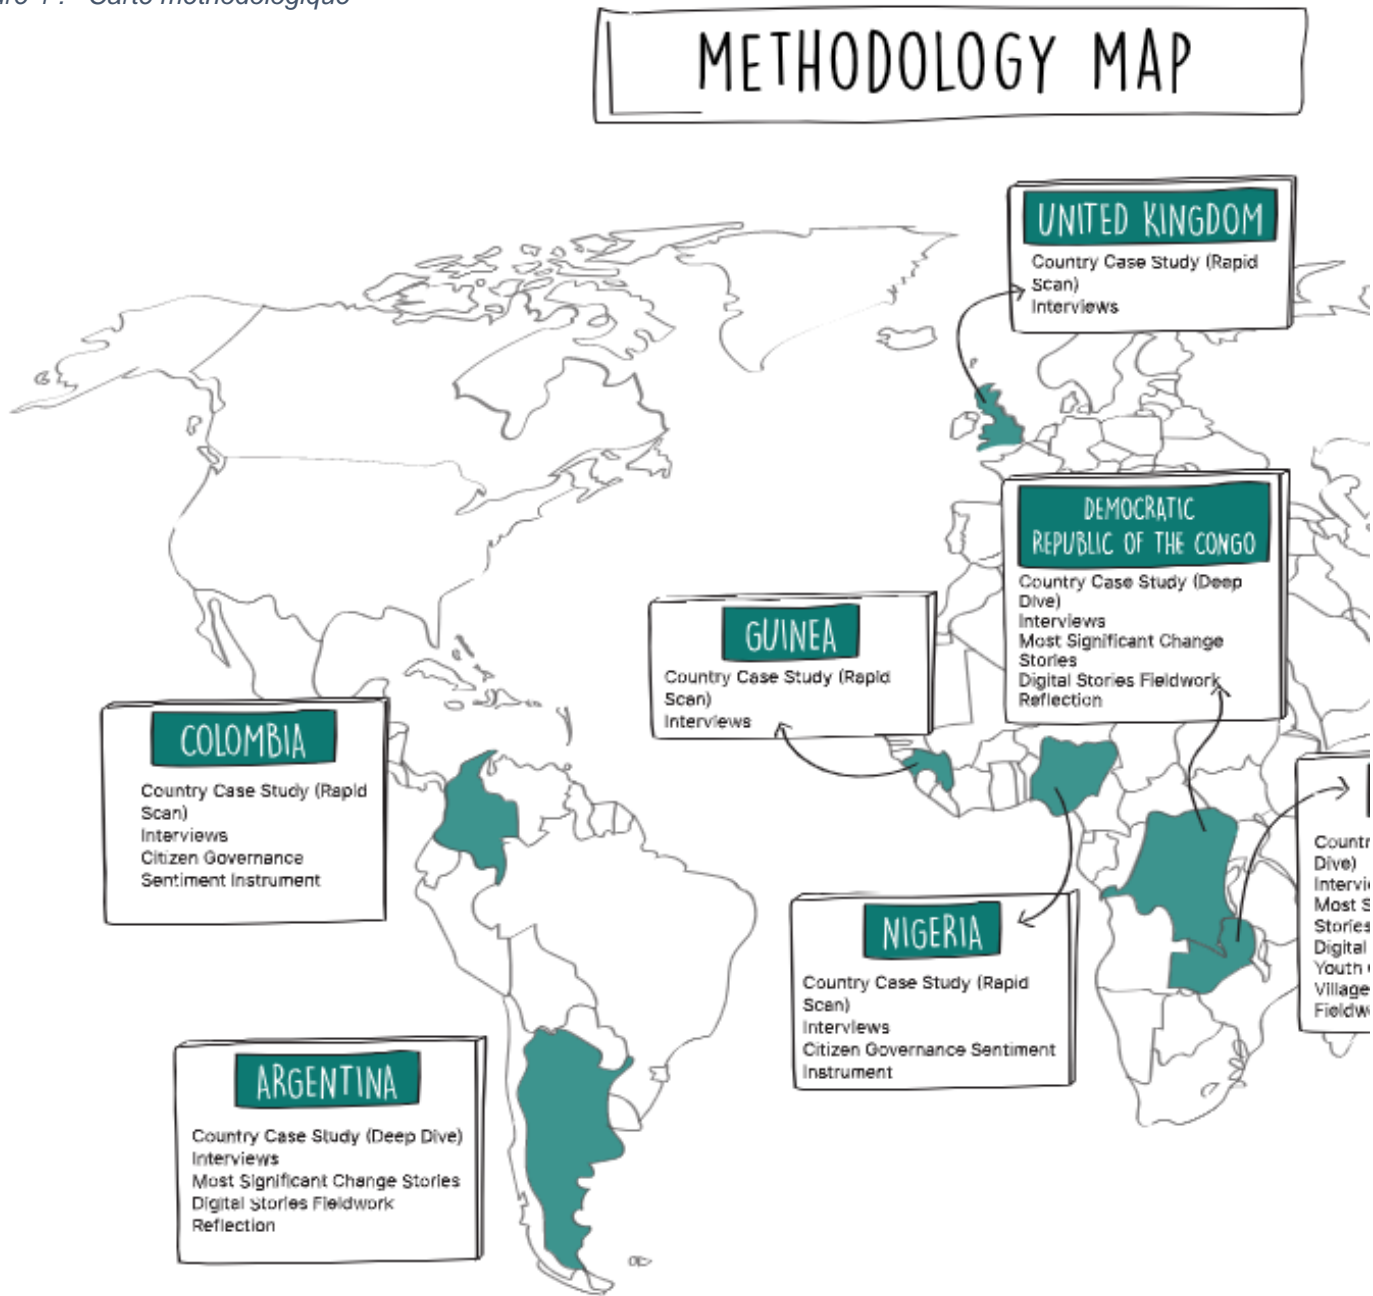 Carte méthodologique
METHODOLOGY MAP
UNITED KINGDOM
Country Case Study (Rapid
Scan)
Interviews
DEMOCRATIC
REPUBLIC OF THE CONGO
Country Case Study (Deep
Dive)
Interviews
Most Significant Change
Stories
Digital Stories Fieldwork
Reflection
GUINEA
Country Case Study (Rapid
Scan)
Interviews
COLOMBIA
Country Case Study (Rapid
Scan)
Interviews
Citizen Governance
Sentiment Instrument
Dive)
Most
Stories
Digital
Youth
Village
NIGERIA
Country Case Study (Rapid
Scan)
Interviews
Citizen Governance Sentiment
Instrument
ARGENTINA
Country Case Study (Deep Dive)
Interviews
Most Significant Change Stories
Digital Stories Fieldwork
Reflection